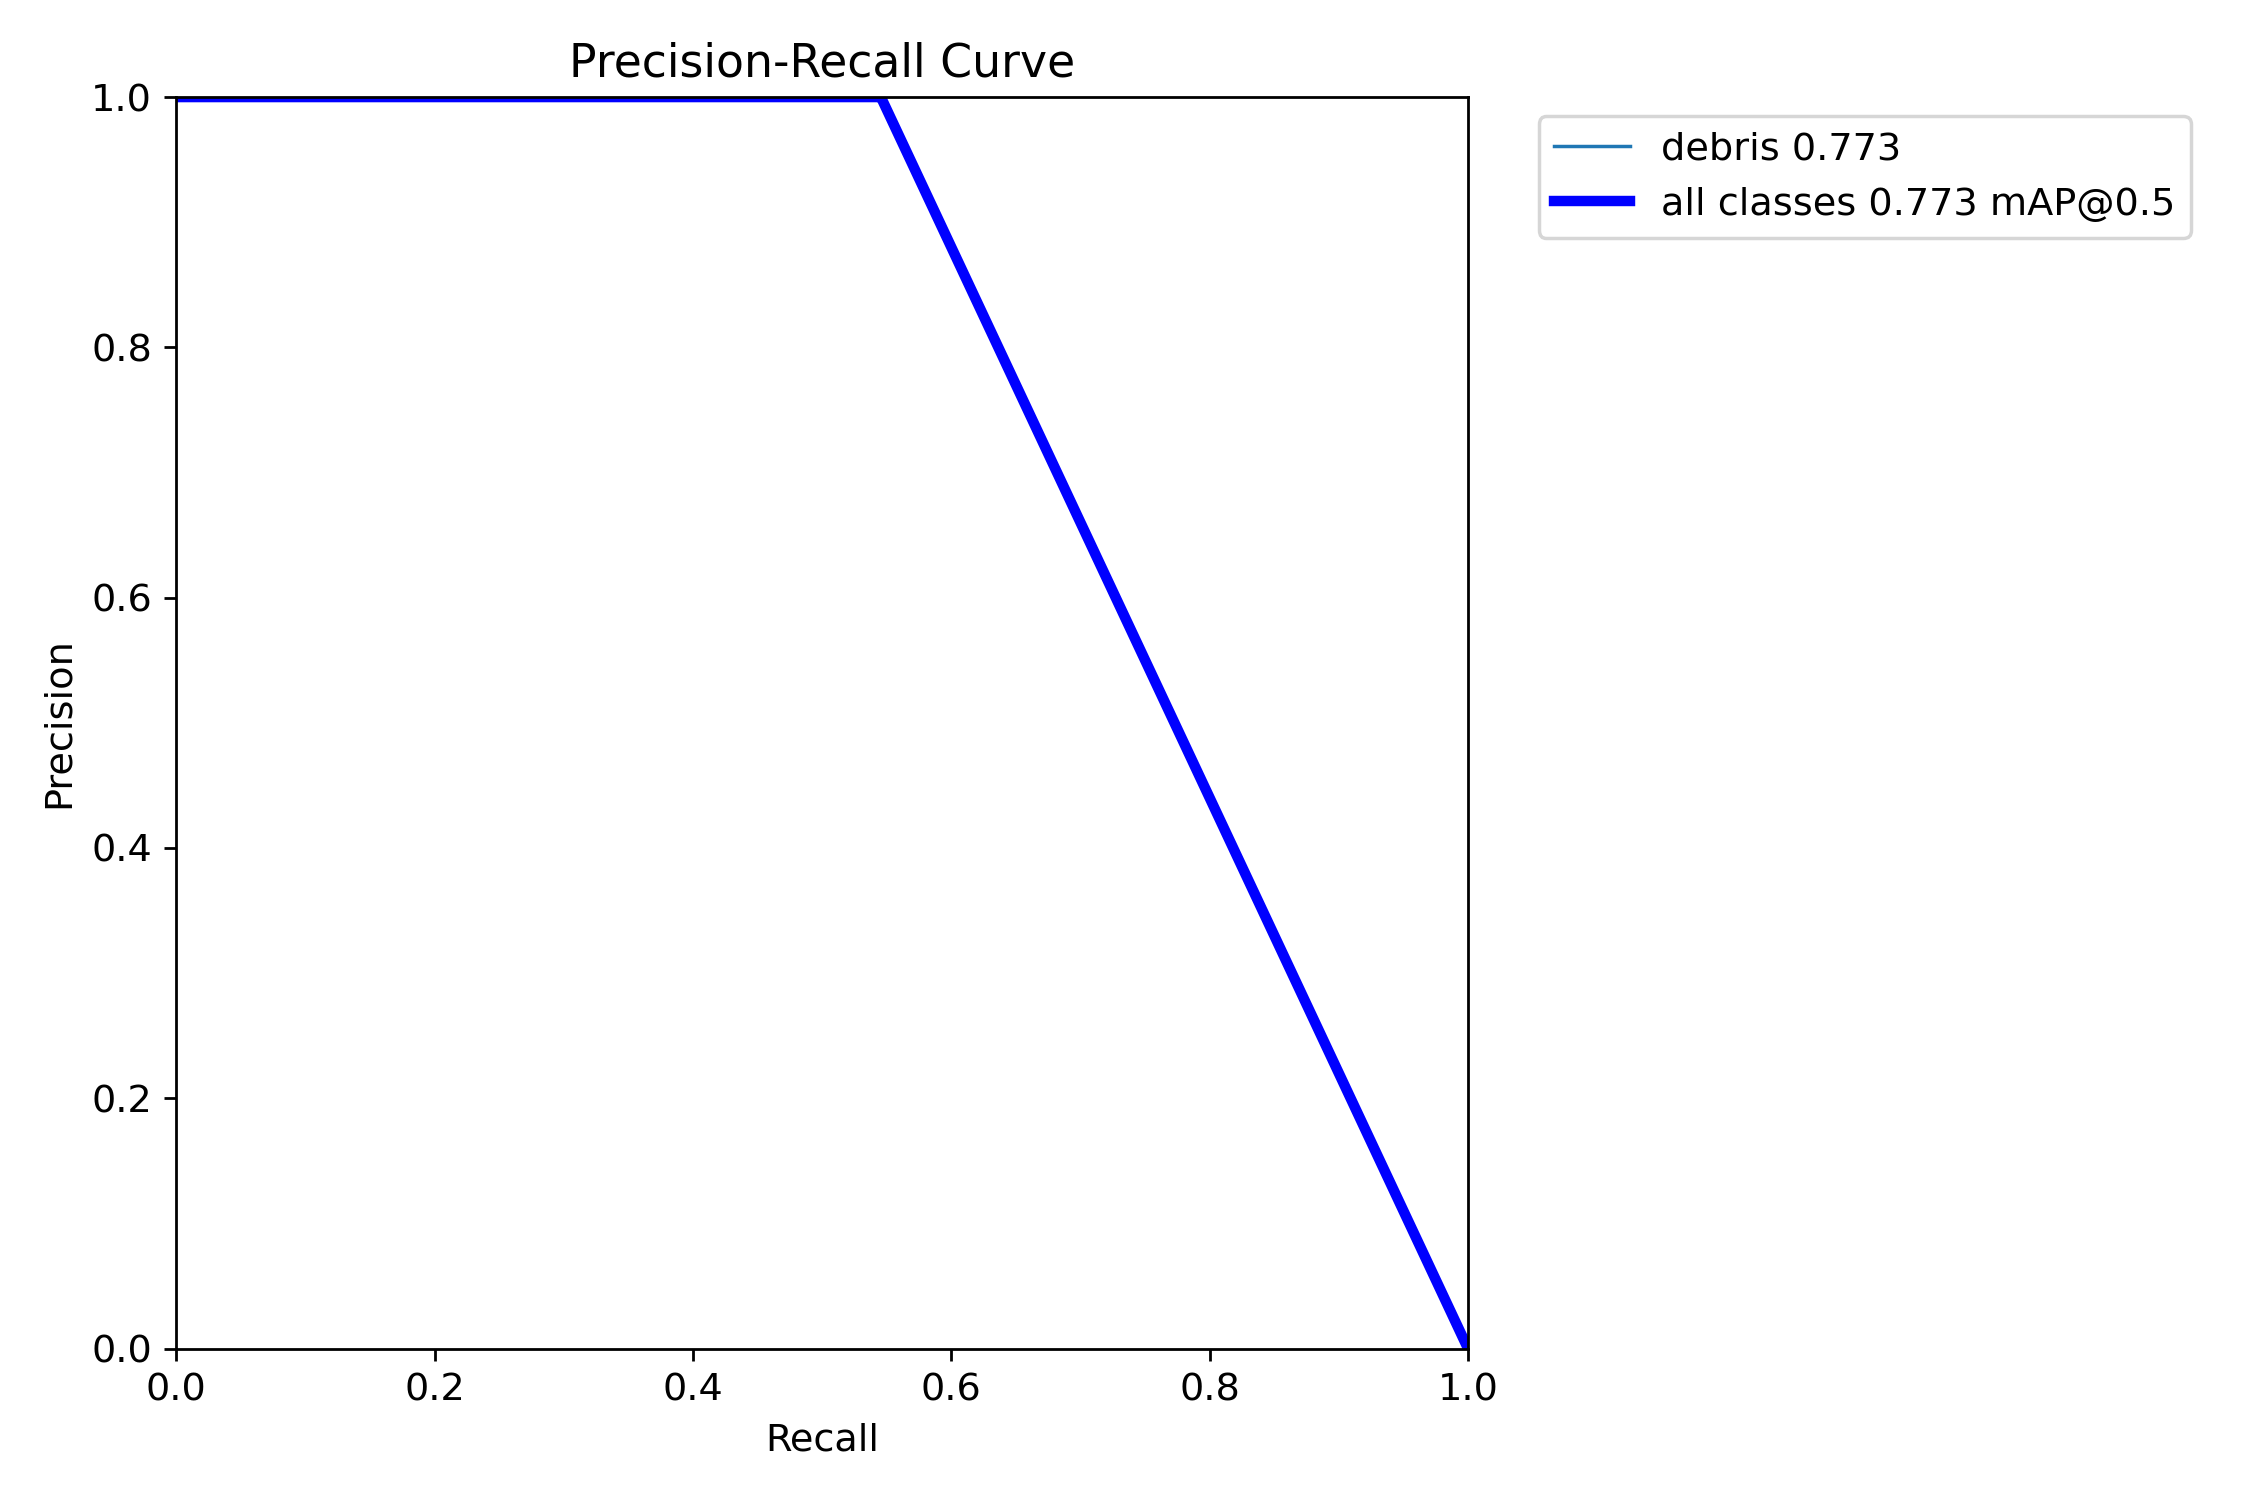 Precision-Recall Curve
debris 0.773
all classes 0.773 mAP@0.5
Precision
1.0
0.8
0.6
0.4
0.2
0.0
0.0 0.2 0.4 0.6 0.8 1.0
Recall